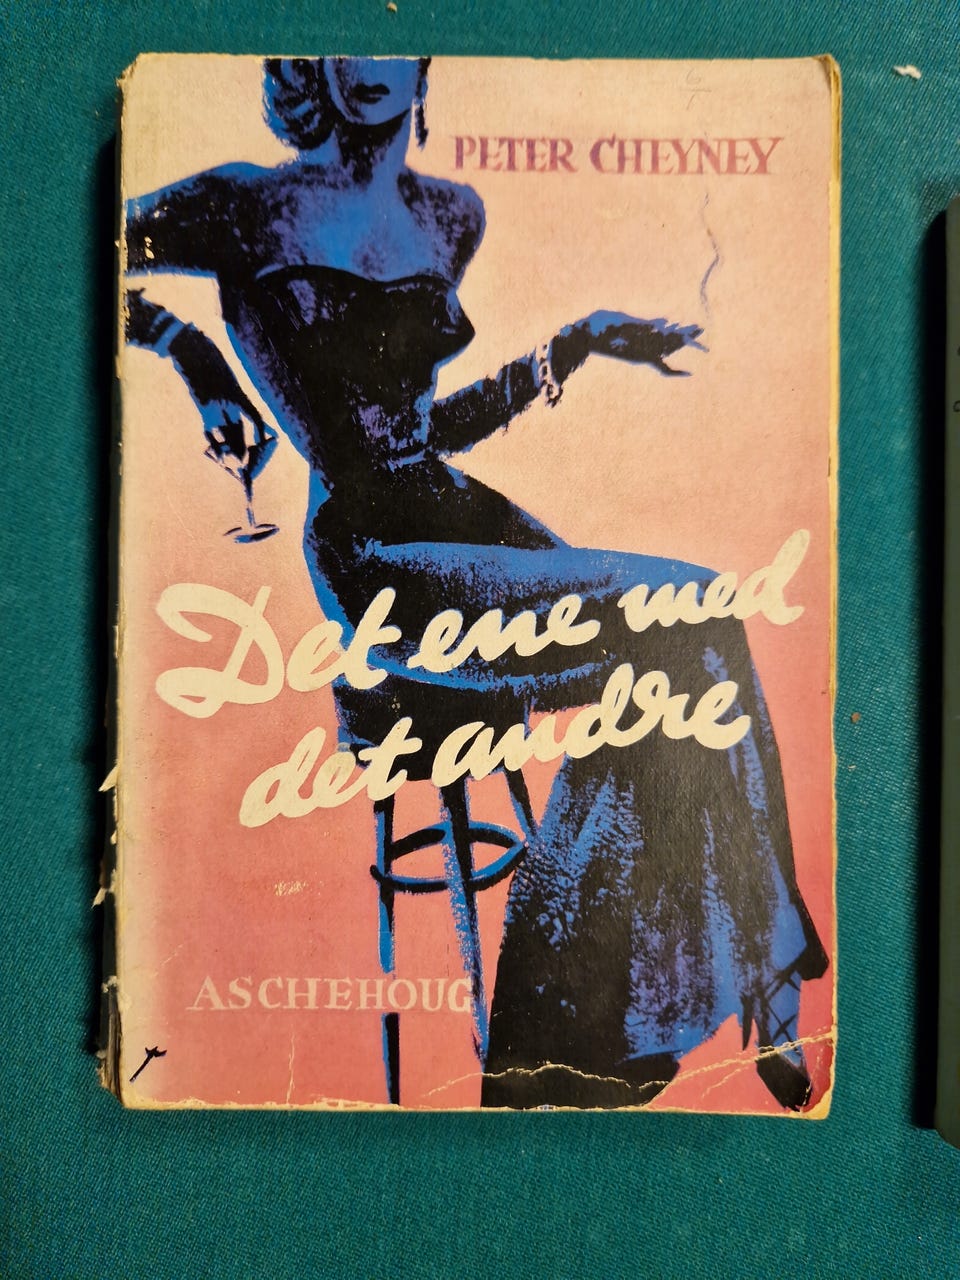 PETER CHEYNEY
Det ene med
det andre
ASCHEHOUG